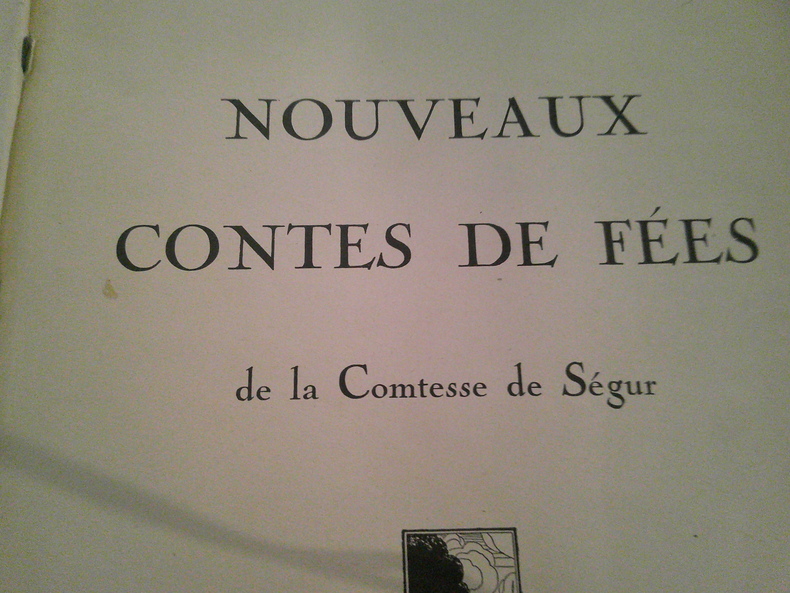 NOUVEAUX
CONTES DE FÉES
de la Comtesse de Ségur